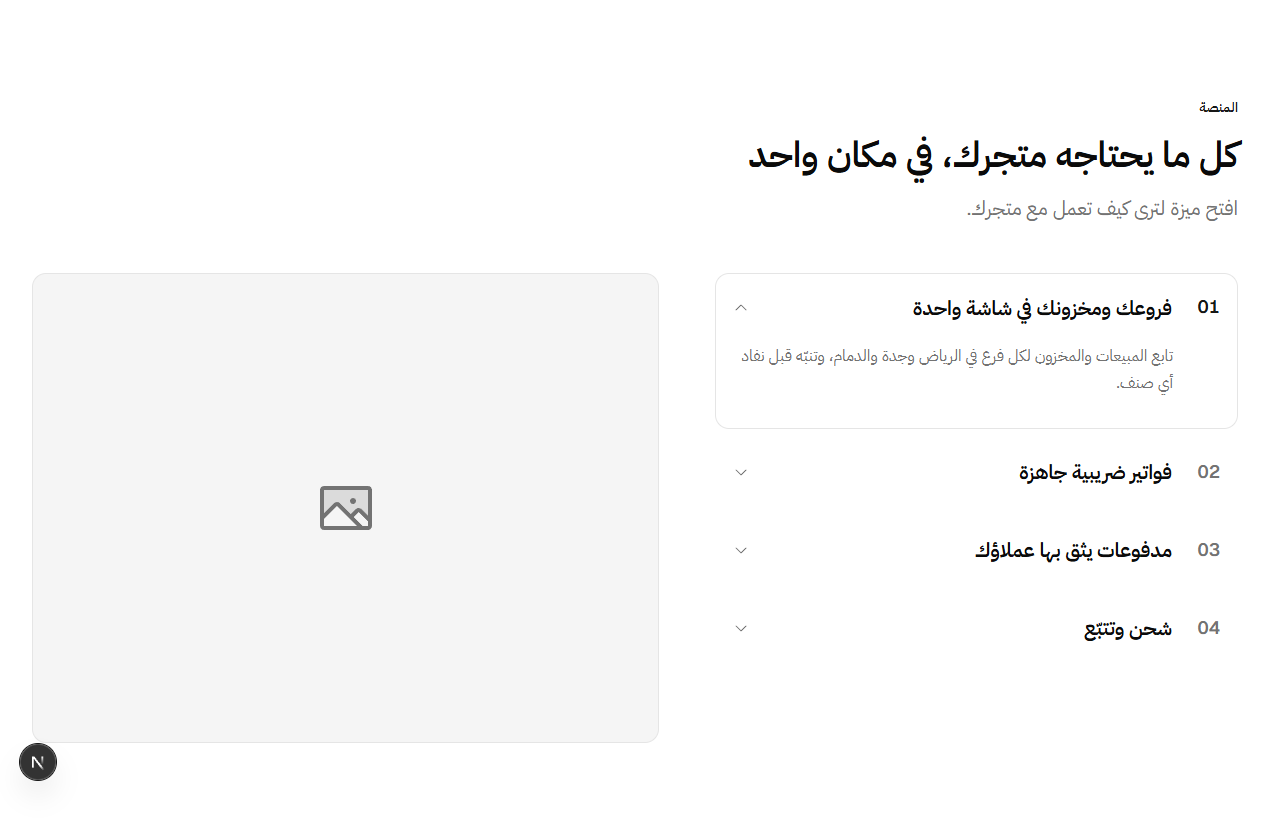 المنصة
كل ما يحتاجه متجرك، في مكان واحد
افتح ميزة لترى كيف تعمل مع متجرك.
01 فروعك ومخزونك في شاشة واحدة
تابع المبيعات والمخزون لكل فرع في الرياض وجدة والدمام، وتنبّه قبل نفاد
أي صنف.
02 فواتير ضريبية جاهزة
03 مدفوعات يثق بها عملاؤك
04 شحن وتتبّع
N